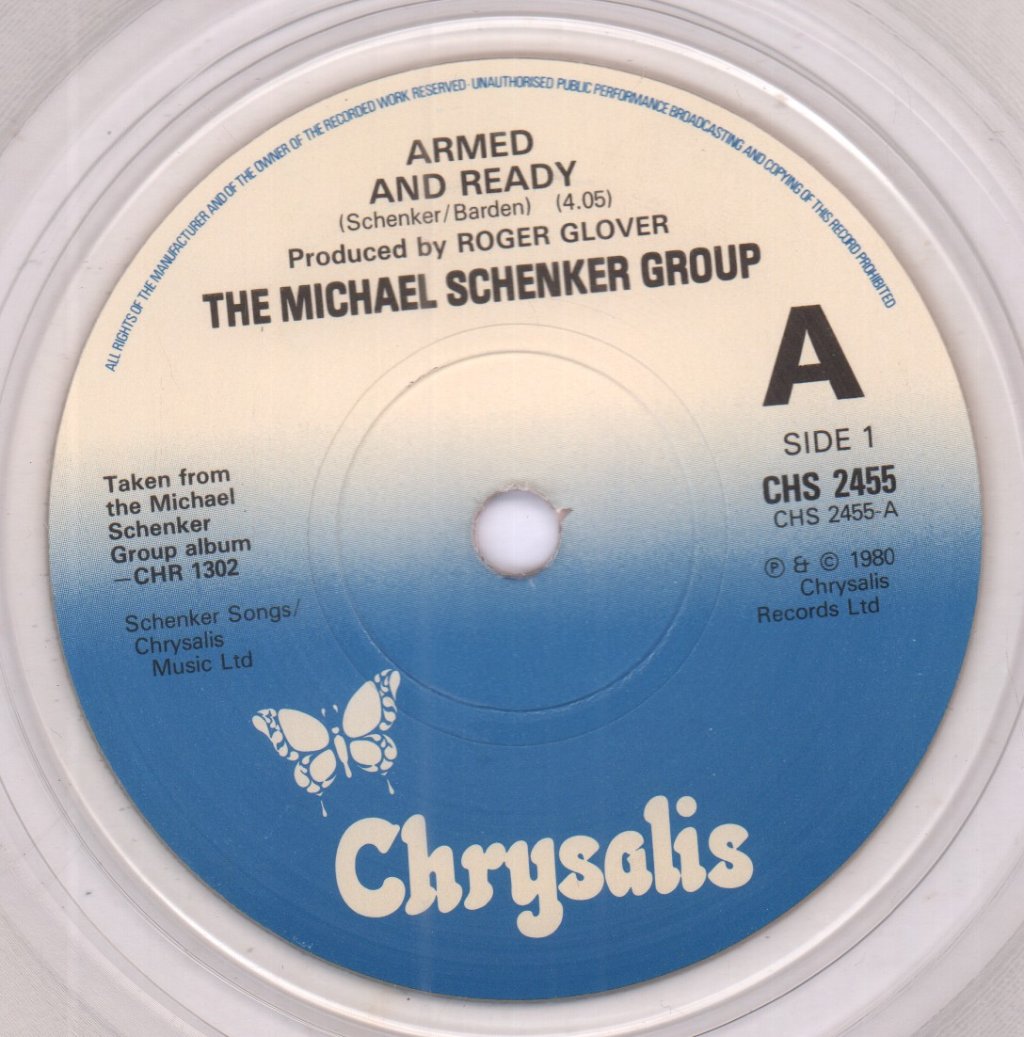 ALL RIGHTS OF THE MANUFACTURER AND OF THE OWNER OF THE RECORDED WORK RESERVED · UNAUTHORISED PUBLIC PERFORMANCE BROADCASTING AND COPYING OF THIS RECORD PROHIBITED
ARMED
AND READY
(Schenker/Barden) (4.05)
Produced by ROGER GLOVER
THE MICHAEL SCHENKER GROUP
A
SIDE 1
CHS 2455
CHS 2455-A
Ⓟ & © 1980
Chrysalis
Records Ltd
Taken from
the Michael
Schenker
Group album
—CHR 1302
Schenker Songs/
Chrysalis
Music Ltd
Chrysalis